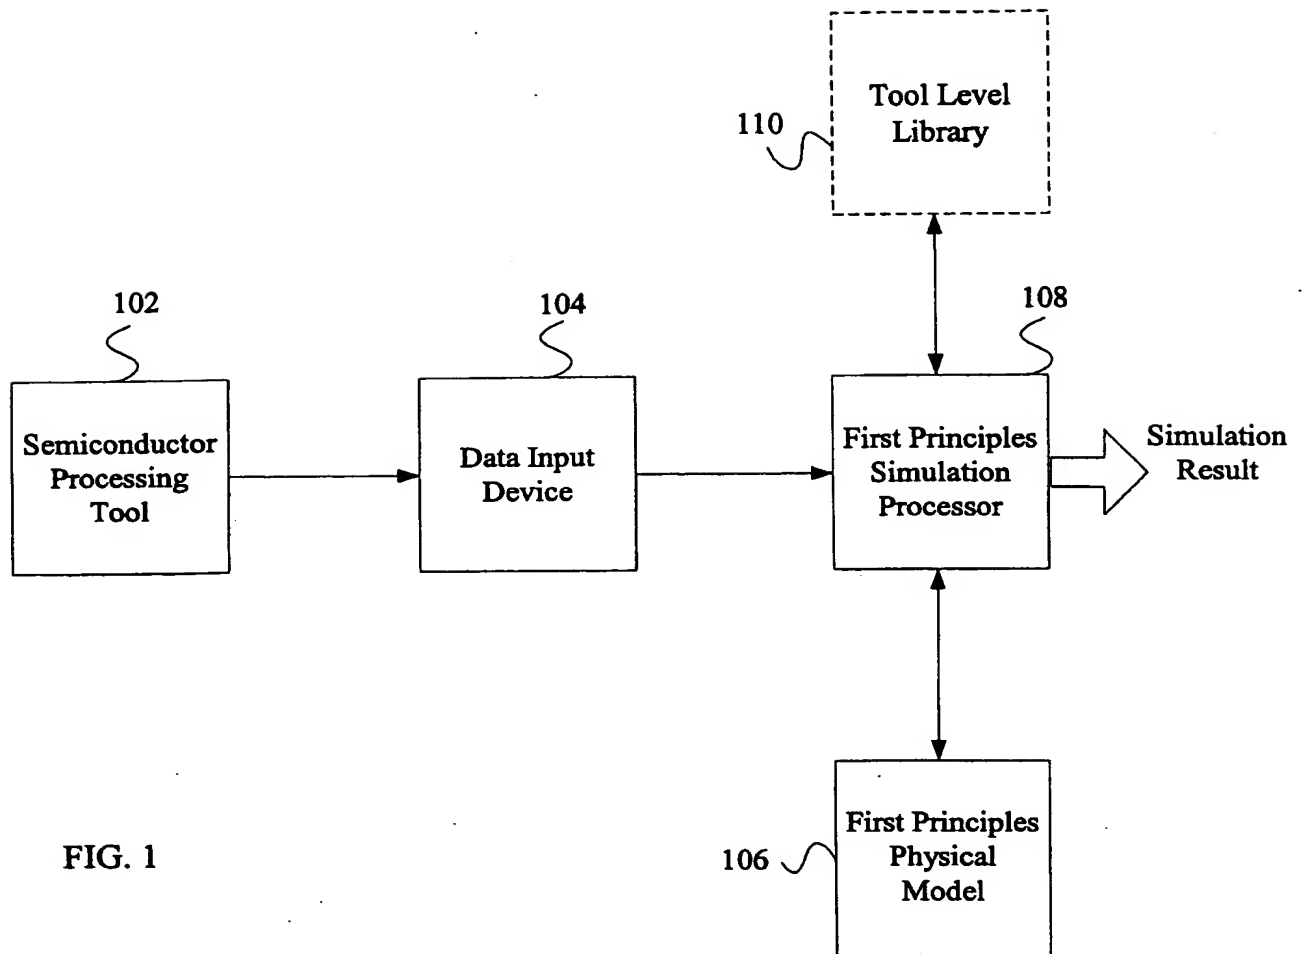 Tool Level
Library
110
102
104
108
Semiconductor
Processing
Tool
Data Input
Device
First Principles
Simulation
Processor
Simulation
Result
First Principles
Physical
Model
106
FIG. 1